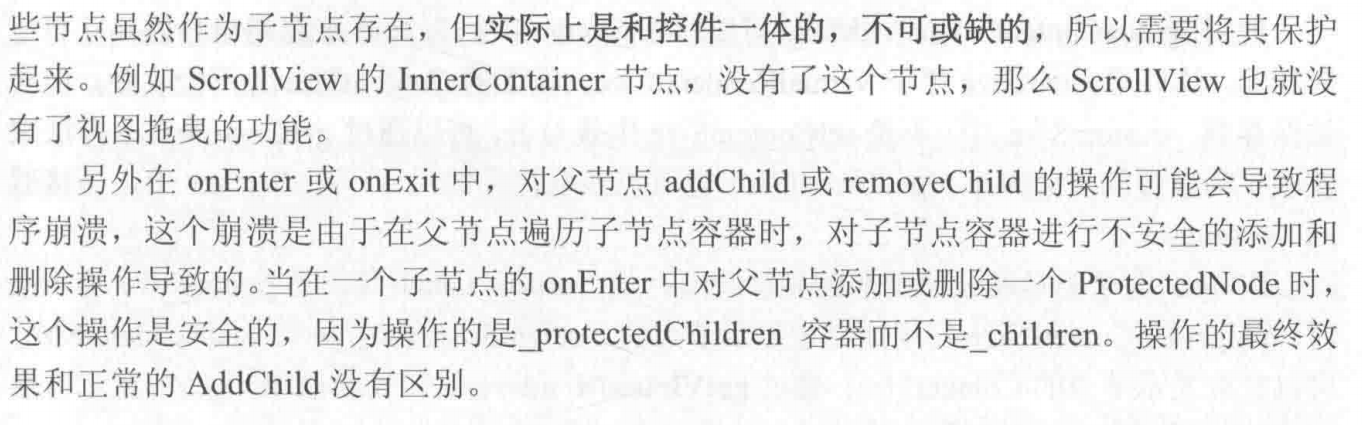 些节点虽然作为子节点存在，但实际上是和控件一体的，不可或缺的，所以需要将其保护
起来。例如 ScrollView 的 InnerContainer 节点，没有了这个节点，那么 ScrollView 也就没
有了视图拖曳的功能。
另外在 onEnter 或 onExit 中，对父节点 addChild 或 removeChild 的操作可能会导致程
序崩溃，这个崩溃是由于在父节点遍历子节点容器时，对子节点容器进行不安全的添加和
删除操作导致的。当在一个子节点的 onEnter 中对父节点添加或删除一个 ProtectedNode 时，
这个操作是安全的，因为操作的是_protectedChildren 容器而不是_children。操作的最终效
果和正常的 AddChild 没有区别。